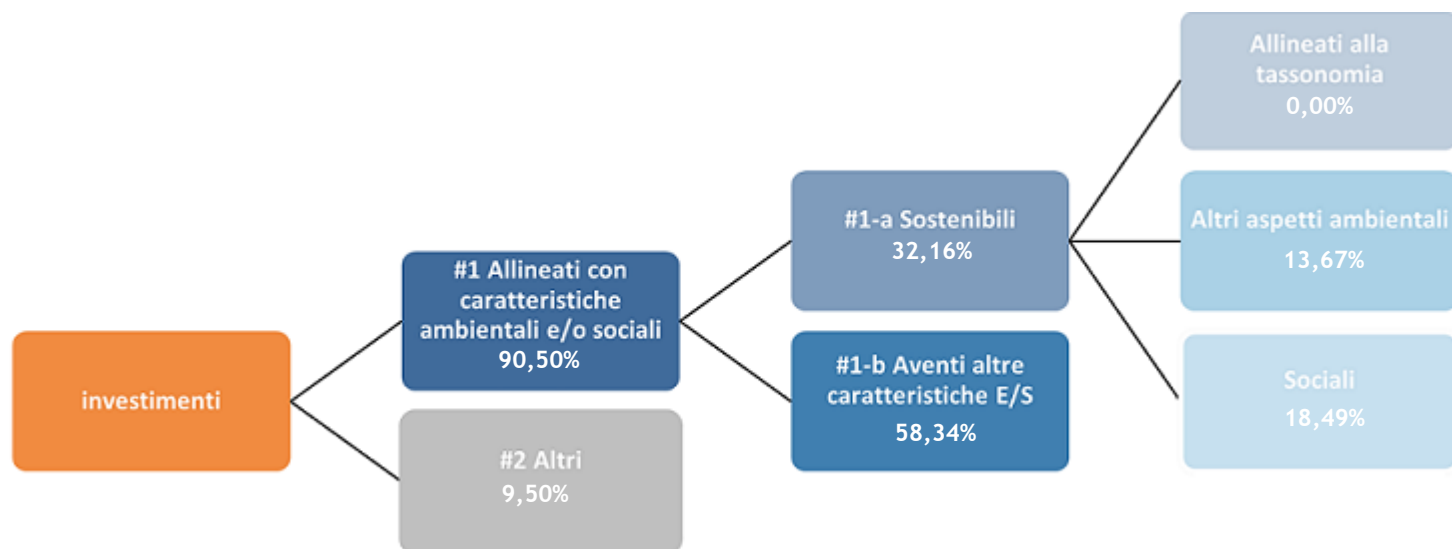 investimenti
#1 Allineati con
caratteristiche
ambientali e/o sociali
90,50%
#2 Altri
9,50%
#1-a Sostenibili
32,16%
#1-b Aventi altre
caratteristiche E/S
58,34%
Allineati alla
tassonomia
0,00%
Altri aspetti ambientali
13,67%
Sociali
18,49%